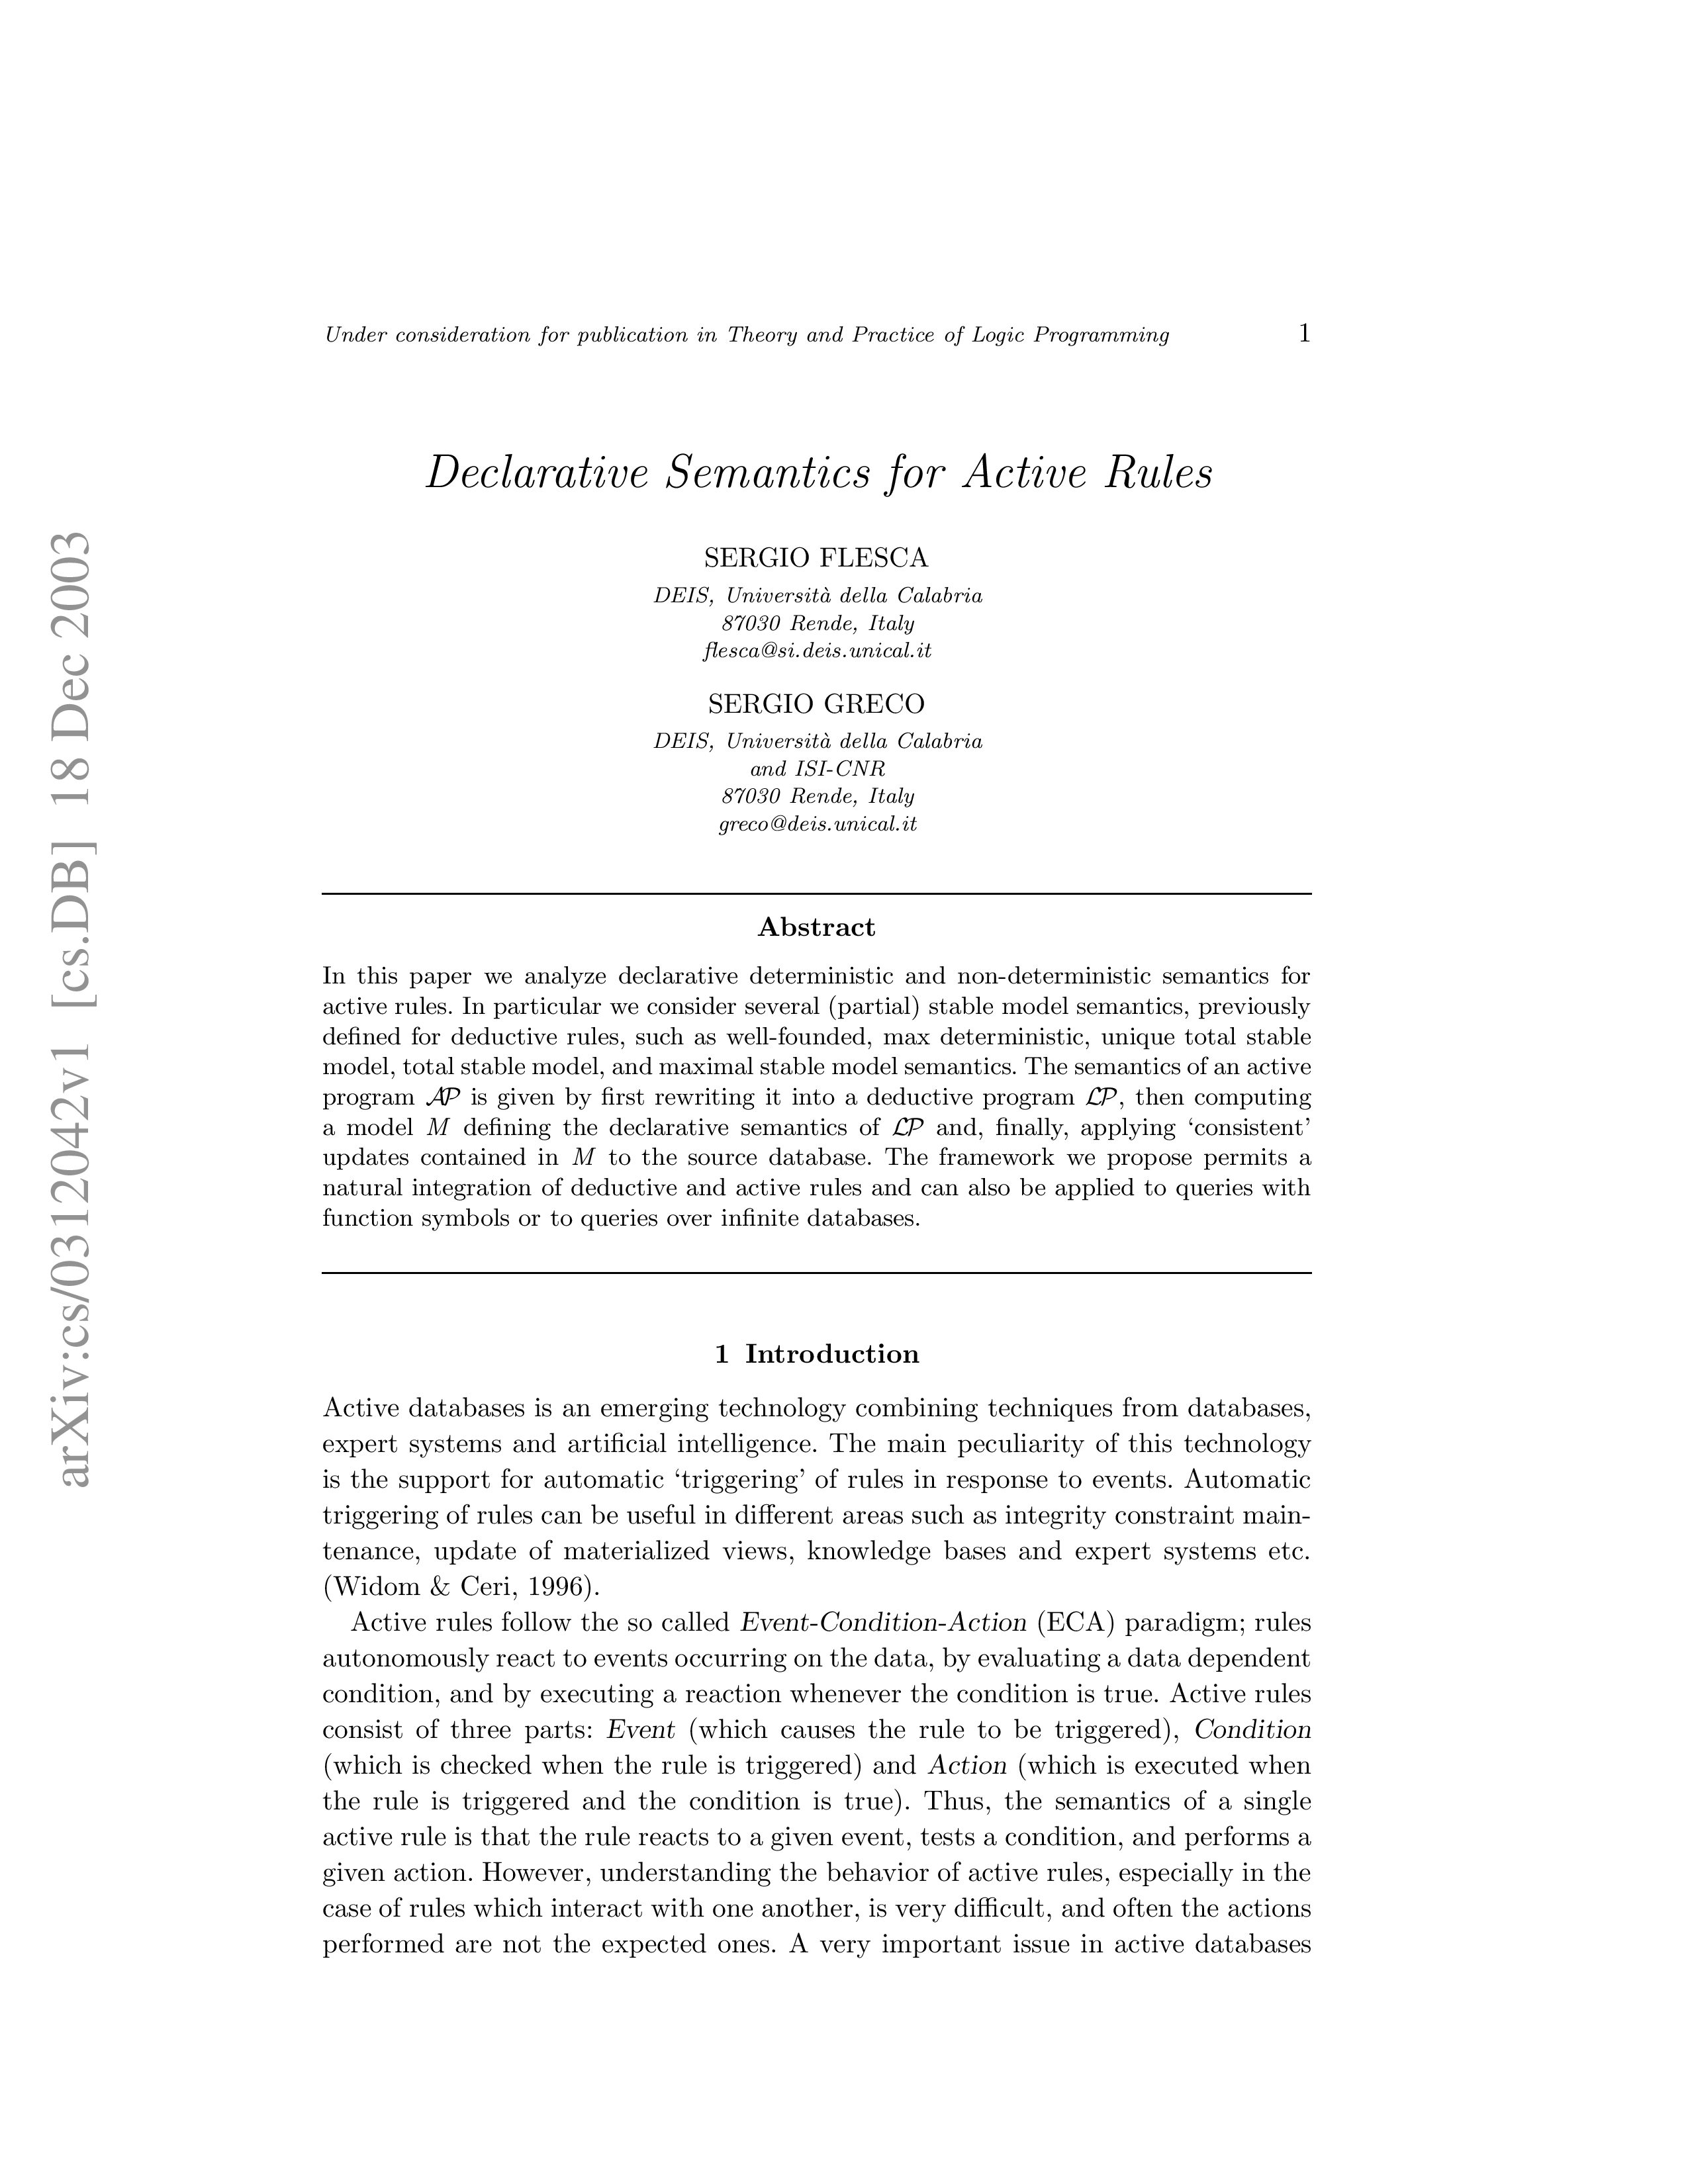 Under consideration for publication in Theory and Practice of Logic Programming 1
Declarative Semantics for Active Rules
SERGIO FLESCA
DEIS, Università della Calabria
87030 Rende, Italy
flesca@si.deis.unical.it
SERGIO GRECO
DEIS, Università della Calabria
and ISI-CNR
87030 Rende, Italy
greco@deis.unical.it
Abstract
In this paper we analyze declarative deterministic and non-deterministic semantics for
active rules. In particular we consider several (partial) stable model semantics, previously
defined for deductive rules, such as well-founded, max deterministic, unique total stable
model, total stable model, and maximal stable model semantics. The semantics of an active
program AP is given by first rewriting it into a deductive program LP, then computing
a model M defining the declarative semantics of LP and, finally, applying ‘consistent’
updates contained in M to the source database. The framework we propose permits a
natural integration of deductive and active rules and can also be applied to queries with
function symbols or to queries over infinite databases.
1 Introduction
Active databases is an emerging technology combining techniques from databases,
expert systems and artificial intelligence. The main peculiarity of this technology
is the support for automatic ‘triggering’ of rules in response to events. Automatic
triggering of rules can be useful in different areas such as integrity constraint main-
tenance, update of materialized views, knowledge bases and expert systems etc.
(Widom & Ceri, 1996).
Active rules follow the so called Event-Condition-Action (ECA) paradigm; rules
autonomously react to events occurring on the data, by evaluating a data dependent
condition, and by executing a reaction whenever the condition is true. Active rules
consist of three parts: Event (which causes the rule to be triggered), Condition
(which is checked when the rule is triggered) and Action (which is executed when
the rule is triggered and the condition is true). Thus, the semantics of a single
active rule is that the rule reacts to a given event, tests a condition, and performs a
given action. However, understanding the behavior of active rules, especially in the
case of rules which interact with one another, is very difficult, and often the actions
performed are not the expected ones. A very important issue in active databases
arXiv:cs/0312042v1 [cs.DB] 18 Dec 2003